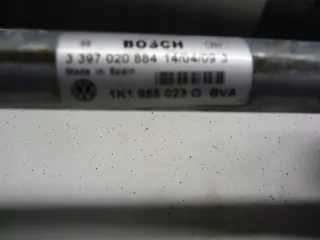 BOSCH
3 397 020 884 14/04/09 3
Made in Spain
1K1 955 023 G BVA